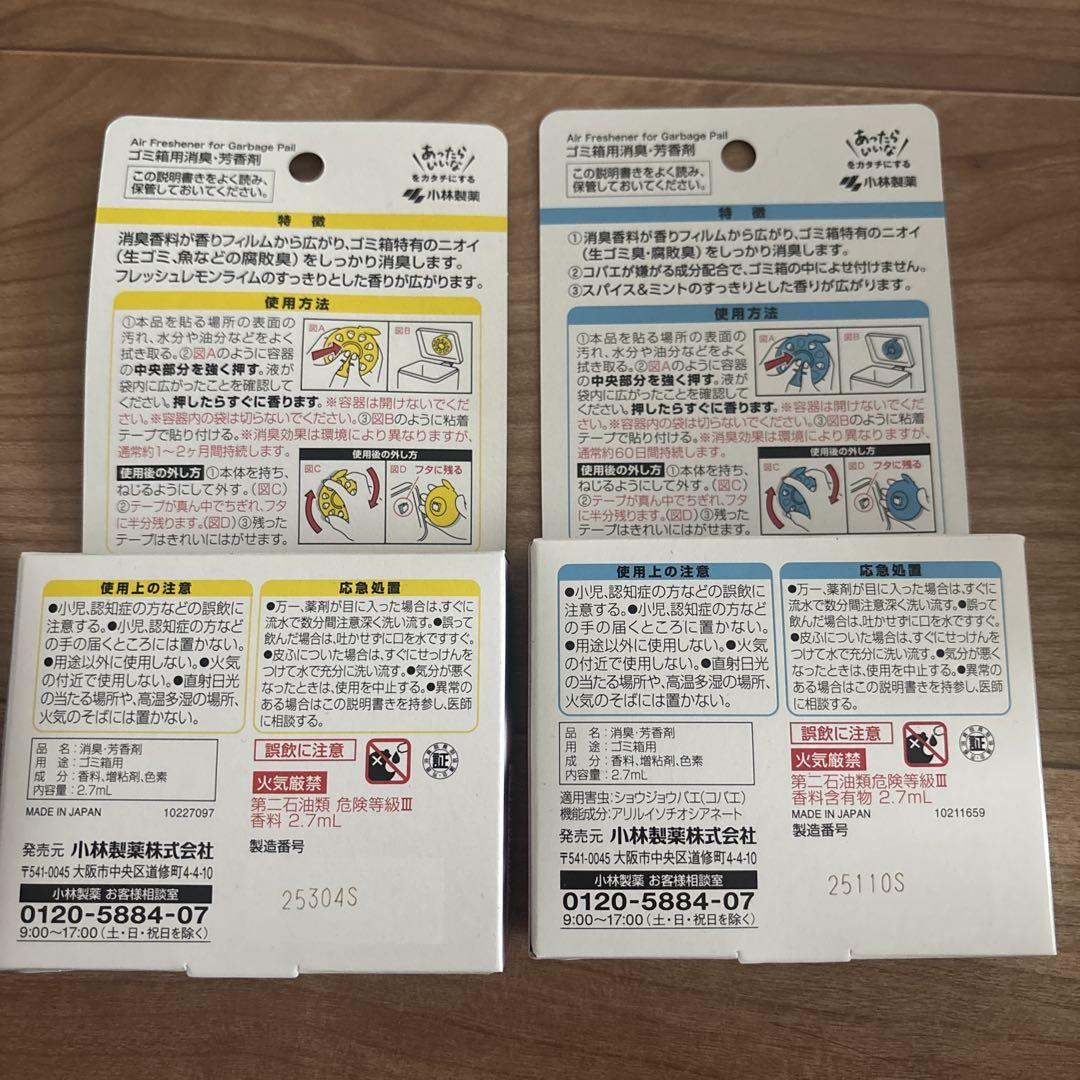 Air Freshener for Garbage Pail
ゴミ箱用消臭・芳香剤
この説明書きをよく読み、
保管しておいてください。
あったら
いいな
をカタチにする
小林製薬
特 徴
消臭香料が香りフィルムから広がり、ゴミ箱特有のニオイ
(生ゴミ、魚などの腐敗臭)をしっかり消臭します。
フレッシュレモンライムのすっきりとした香りが広がります。
使用方法
①本品を貼る場所の表面の
汚れ、水分や油分などをよく
拭き取る。②図Aのように容器
の中央部分を強く押す。液が
袋内に広がったことを確認して
ください。押したらすぐに香ります。※容器は開けないでくだ
さい。※容器内の袋は切らないでください。③図Bのように粘着
テープで貼り付ける。※消臭効果は環境により異なりますが、
通常約1〜2ヶ月間持続します。
図A
図B
使用後の外し方
使用後の外し方 ①本体を持ち、
ねじるようにして外す。(図C)
②テープが真ん中でちぎれ、フタ
に半分残ります。(図D)③残った
テープはきれいにはがせます。
図C
図D フタに残る
使用上の注意
●小児、認知症の方などの誤飲に
注意する。●小児、認知症の方など
の手の届くところには置かない。
●用途以外に使用しない。●火気
の付近で使用しない。●直射日光
の当たる場所や、高温多湿の場所、
火気のそばには置かない。
応急処置
●万一、薬剤が目に入った場合は、すぐに
流水で数分間注意深く洗い流す。●誤って
飲んだ場合は、吐かせずに口を水ですすぐ。
●皮ふについた場合は、すぐにせっけんを
つけて水で充分に洗い流す。●気分が悪く
なったときは、使用を中止する。●異常の
ある場合はこの説明書きを持参し、医師
に相談する。
品 名:消臭・芳香剤
用 途:ゴミ箱用
成 分:香料、増粘剤、色素
内容量:2.7mL
MADE IN JAPAN 10227097
発売元 小林製薬株式会社
〒541-0045 大阪市中央区道修町4-4-10
小林製薬 お客様相談室
0120-5884-07
9:00〜17:00(土・日・祝日を除く)
誤飲に注意
証
火気厳禁
第二石油類 危険等級Ⅲ
香料 2.7mL
製造番号
25304S
Air Freshener for Garbage Pail
ゴミ箱用消臭・芳香剤
この説明書きをよく読み、
保管しておいてください。
あったら
いいな
をカタチにする
小林製薬
特 徴
①消臭香料が香りフィルムから広がり、ゴミ箱特有のニオイ
(生ゴミ臭・腐敗臭)をしっかり消臭します。
②コバエが嫌がる成分配合で、ゴミ箱の中によせ付けません。
③スパイス&ミントのすっきりとした香りが広がります。
使用方法
①本品を貼る場所の表面の
汚れ、水分や油分などをよく
拭き取る。②図Aのように容器
の中央部分を強く押す。液が
袋内に広がったことを確認して
ください。押したらすぐに香ります。※容器は開けないでくだ
さい。※容器内の袋は切らないでください。③図Bのように粘着
テープで貼り付ける。※消臭効果は環境により異なりますが、
通常約60日間持続します。
図A
図B
使用後の外し方
使用後の外し方 ①本体を持ち、
ねじるようにして外す。(図C)
②テープが真ん中でちぎれ、フタ
に半分残ります。(図D)③残った
テープはきれいにはがせます。
図C
図D フタに残る
使用上の注意
●小児、認知症の方などの誤飲に
注意する。●小児、認知症の方など
の手の届くところに置かない。
●用途以外に使用しない。●火気
の付近で使用しない。●直射日光
の当たる場所や、高温多湿の場所、
火気のそばには置かない。
応急処置
●万一、薬剤が目に入った場合は、すぐに
流水で数分間注意深く洗い流す。●誤って
飲んだ場合は、吐かせずに口を水ですすぐ。
●皮ふについた場合は、すぐにせっけんを
つけて水で充分に洗い流す。●気分が悪く
なったときは、使用を中止する。●異常の
ある場合はこの説明書きを持参し、医師
に相談する。
品 名:消臭・芳香剤
用 途:ゴミ箱用
成 分:香料、増粘剤、色素
内容量:2.7mL
適用害虫:ショウジョウバエ(コバエ)
機能成分:アリルイソチオシアネート
発売元 小林製薬株式会社
〒541-0045 大阪市中央区道修町4-4-10
小林製薬 お客様相談室
0120-5884-07
9:00〜17:00(土・日・祝日を除く)
誤飲に注意
証
火気厳禁
第二石油類危険等級Ⅲ
香料含有物 2.7mL
MADE IN JAPAN 10211659
製造番号
25110S